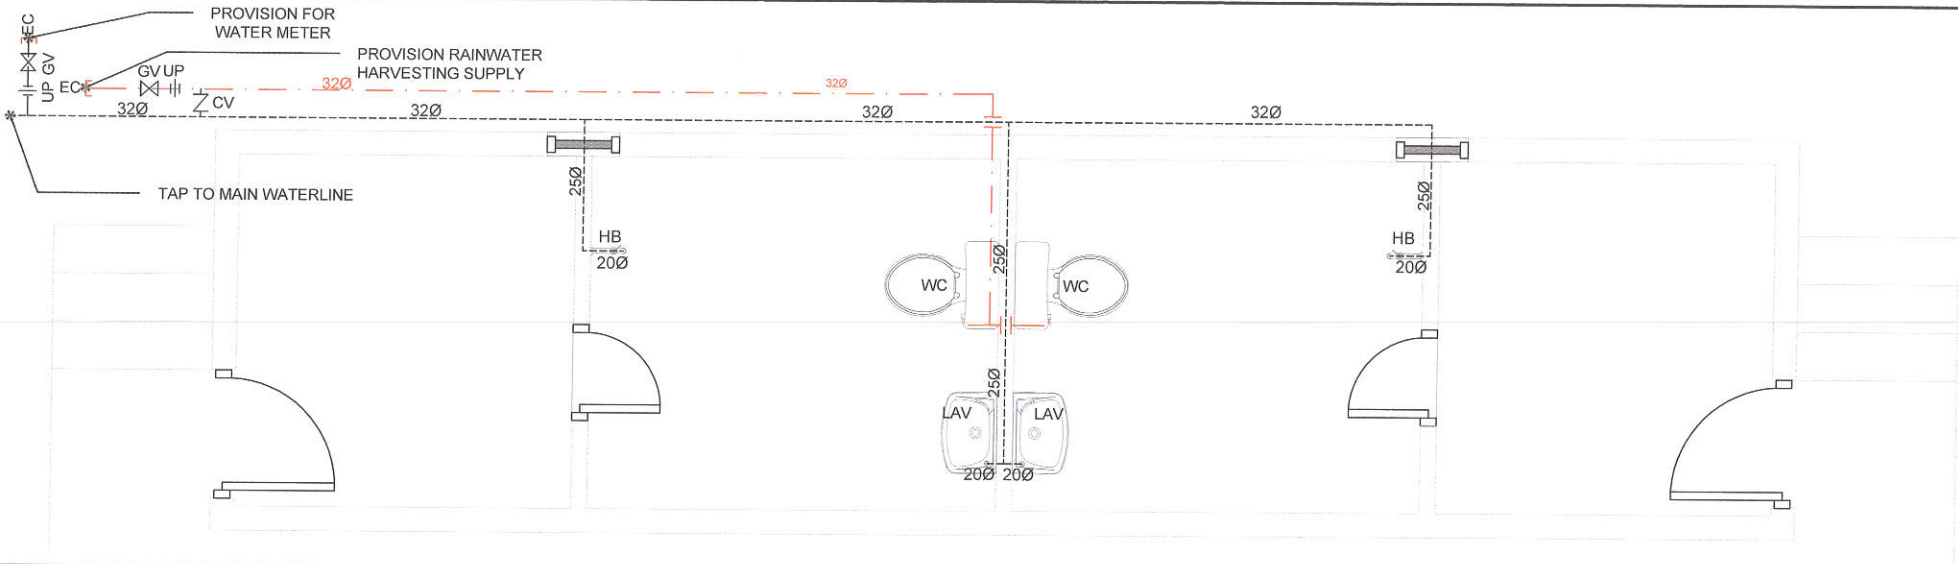 EC
PROVISION FOR
WATER METER
GV
UP
EC
GV UP
PROVISION RAINWATER
HARVESTING SUPPLY
32Ø
32Ø
32Ø
CV
32Ø
32Ø
32Ø
TAP TO MAIN WATERLINE
25Ø
25Ø
HB
20Ø
HB
20Ø
25Ø
WC
WC
25Ø
LAV
LAV
20Ø
20Ø